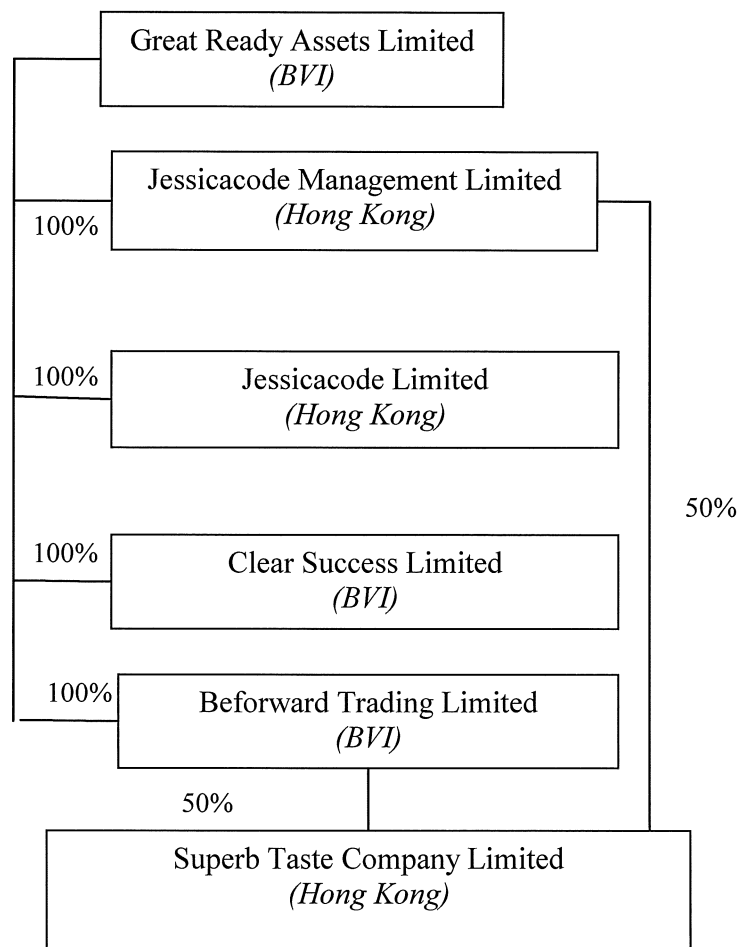 Great Ready Assets Limited
(BVI)
Jessicacode Management Limited
(Hong Kong)
100%
100%
Jessicacode Limited
(Hong Kong)
50%
100%
Clear Success Limited
(BVI)
100%
Beforward Trading Limited
(BVI)
50%
Superb Taste Company Limited
(Hong Kong)